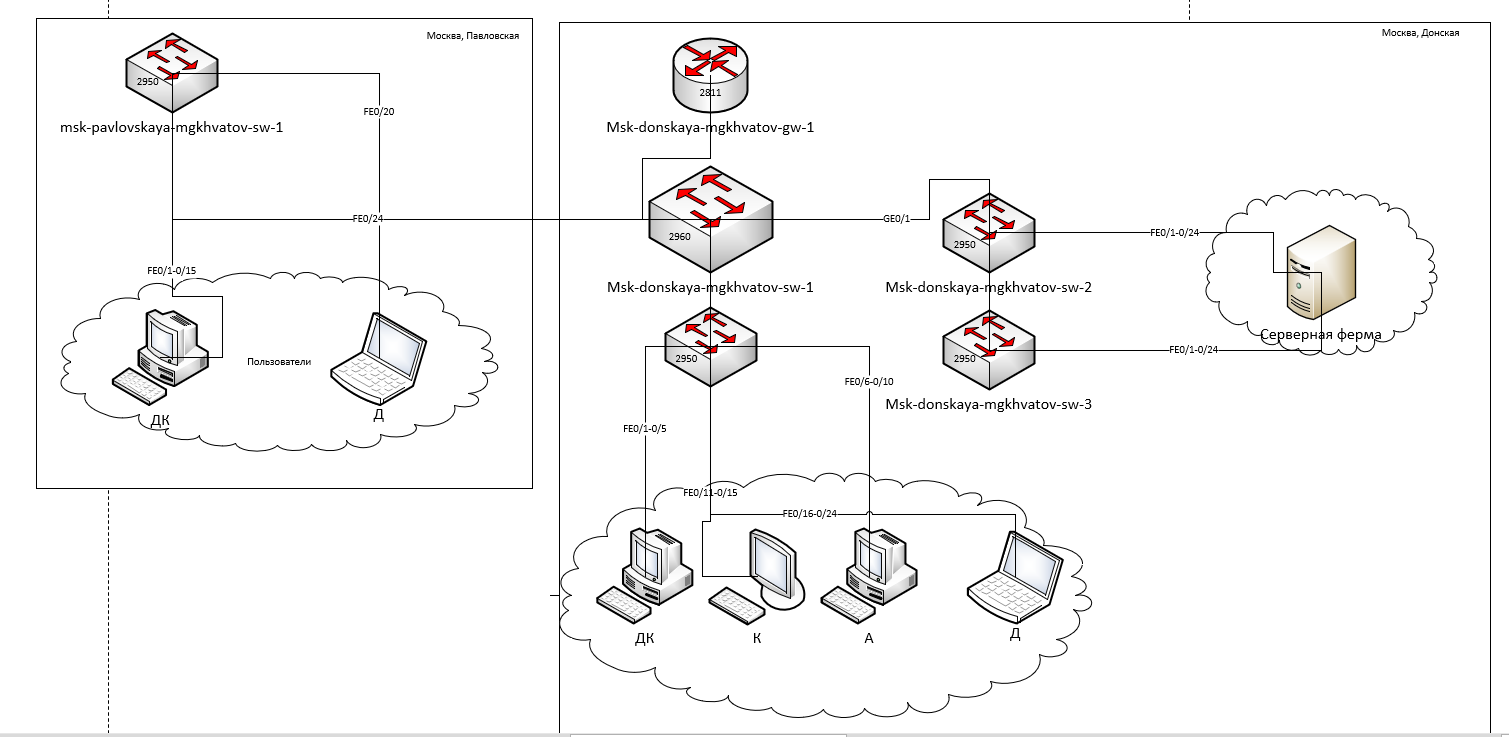 Москва, Павловская
2950
msk-pavlovskaya-mgkhvatov-sw-1
FE0/20
FE0/24
FE0/1-0/15
Пользователи
ДК
Д
Москва, Донская
2811
Msk-donskaya-mgkhvatov-gw-1
2960
Msk-donskaya-mgkhvatov-sw-1
GE0/1
2950
Msk-donskaya-mgkhvatov-sw-2
FE0/1-0/24
Серверная ферма
2950
Msk-donskaya-mgkhvatov-sw-3
FE0/1-0/24
2950
FE0/6-0/10
FE0/1-0/5
FE0/11-0/15
FE0/16-0/24
ДК
К
А
Д